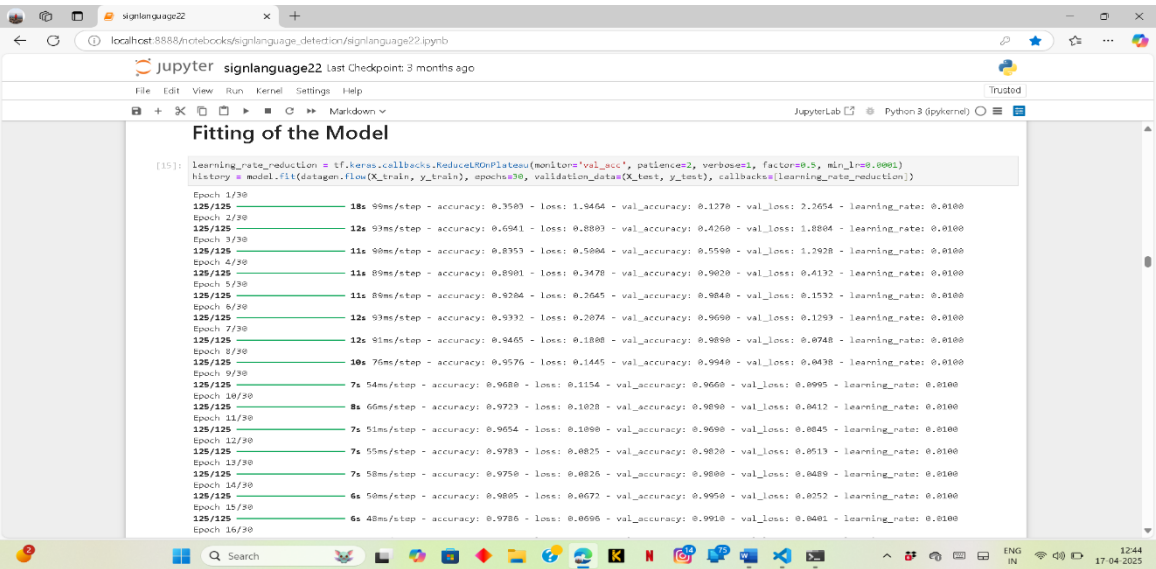 signlanguage22
localhost:8888/notebooks/signlanguage_detection/signlanguage22.ipynb
jupyter signlanguage22 Last Checkpoint: 3 months ago
File Edit View Run Kernel Settings Help
Trusted
Markdown
JupyterLab Python 3 (ipykernel)
Fitting of the Model
[15]: learning_rate_reduction = tf.keras.callbacks.ReduceLROnPlateau(monitor='val_acc', patience=2, verbose=1, factor=0.5, min_lr=0.0001)
history = model.fit(datagen.flow(X_train, y_train), epochs=30, validation_data=(X_test, y_test), callbacks=[learning_rate_reduction])
Epoch 1/30
125/125 18s 99ms/step - accuracy: 0.3503 - loss: 1.9464 - val_accuracy: 0.1270 - val_loss: 2.2654 - learning_rate: 0.0100
Epoch 2/30
125/125 12s 93ms/step - accuracy: 0.6941 - loss: 0.8803 - val_accuracy: 0.4260 - val_loss: 1.8804 - learning_rate: 0.0100
Epoch 3/30
125/125 11s 90ms/step - accuracy: 0.8353 - loss: 0.5004 - val_accuracy: 0.5590 - val_loss: 1.2928 - learning_rate: 0.0100
Epoch 4/30
125/125 11s 89ms/step - accuracy: 0.8901 - loss: 0.3478 - val_accuracy: 0.9020 - val_loss: 0.4132 - learning_rate: 0.0100
Epoch 5/30
125/125 11s 89ms/step - accuracy: 0.9204 - loss: 0.2645 - val_accuracy: 0.9840 - val_loss: 0.1532 - learning_rate: 0.0100
Epoch 6/30
125/125 12s 93ms/step - accuracy: 0.9332 - loss: 0.2074 - val_accuracy: 0.9690 - val_loss: 0.1293 - learning_rate: 0.0100
Epoch 7/30
125/125 12s 91ms/step - accuracy: 0.9465 - loss: 0.1808 - val_accuracy: 0.9890 - val_loss: 0.0748 - learning_rate: 0.0100
Epoch 8/30
125/125 10s 76ms/step - accuracy: 0.9576 - loss: 0.1445 - val_accuracy: 0.9940 - val_loss: 0.0438 - learning_rate: 0.0100
Epoch 9/30
125/125 7s 54ms/step - accuracy: 0.9680 - loss: 0.1154 - val_accuracy: 0.9660 - val_loss: 0.0995 - learning_rate: 0.0100
Epoch 10/30
125/125 8s 66ms/step - accuracy: 0.9723 - loss: 0.1028 - val_accuracy: 0.9890 - val_loss: 0.0412 - learning_rate: 0.0100
Epoch 11/30
125/125 7s 51ms/step - accuracy: 0.9654 - loss: 0.1090 - val_accuracy: 0.9690 - val_loss: 0.0845 - learning_rate: 0.0100
Epoch 12/30
125/125 7s 55ms/step - accuracy: 0.9783 - loss: 0.0825 - val_accuracy: 0.9820 - val_loss: 0.0513 - learning_rate: 0.0100
Epoch 13/30
125/125 7s 58ms/step - accuracy: 0.9750 - loss: 0.0826 - val_accuracy: 0.9800 - val_loss: 0.0489 - learning_rate: 0.0100
Epoch 14/30
125/125 6s 50ms/step - accuracy: 0.9805 - loss: 0.0672 - val_accuracy: 0.9950 - val_loss: 0.0252 - learning_rate: 0.0100
Epoch 15/30
125/125 6s 48ms/step - accuracy: 0.9786 - loss: 0.0696 - val_accuracy: 0.9910 - val_loss: 0.0401 - learning_rate: 0.0100
Epoch 16/30
2
Search
K
N
14
75
ENG
IN
12:44
17-04-2025